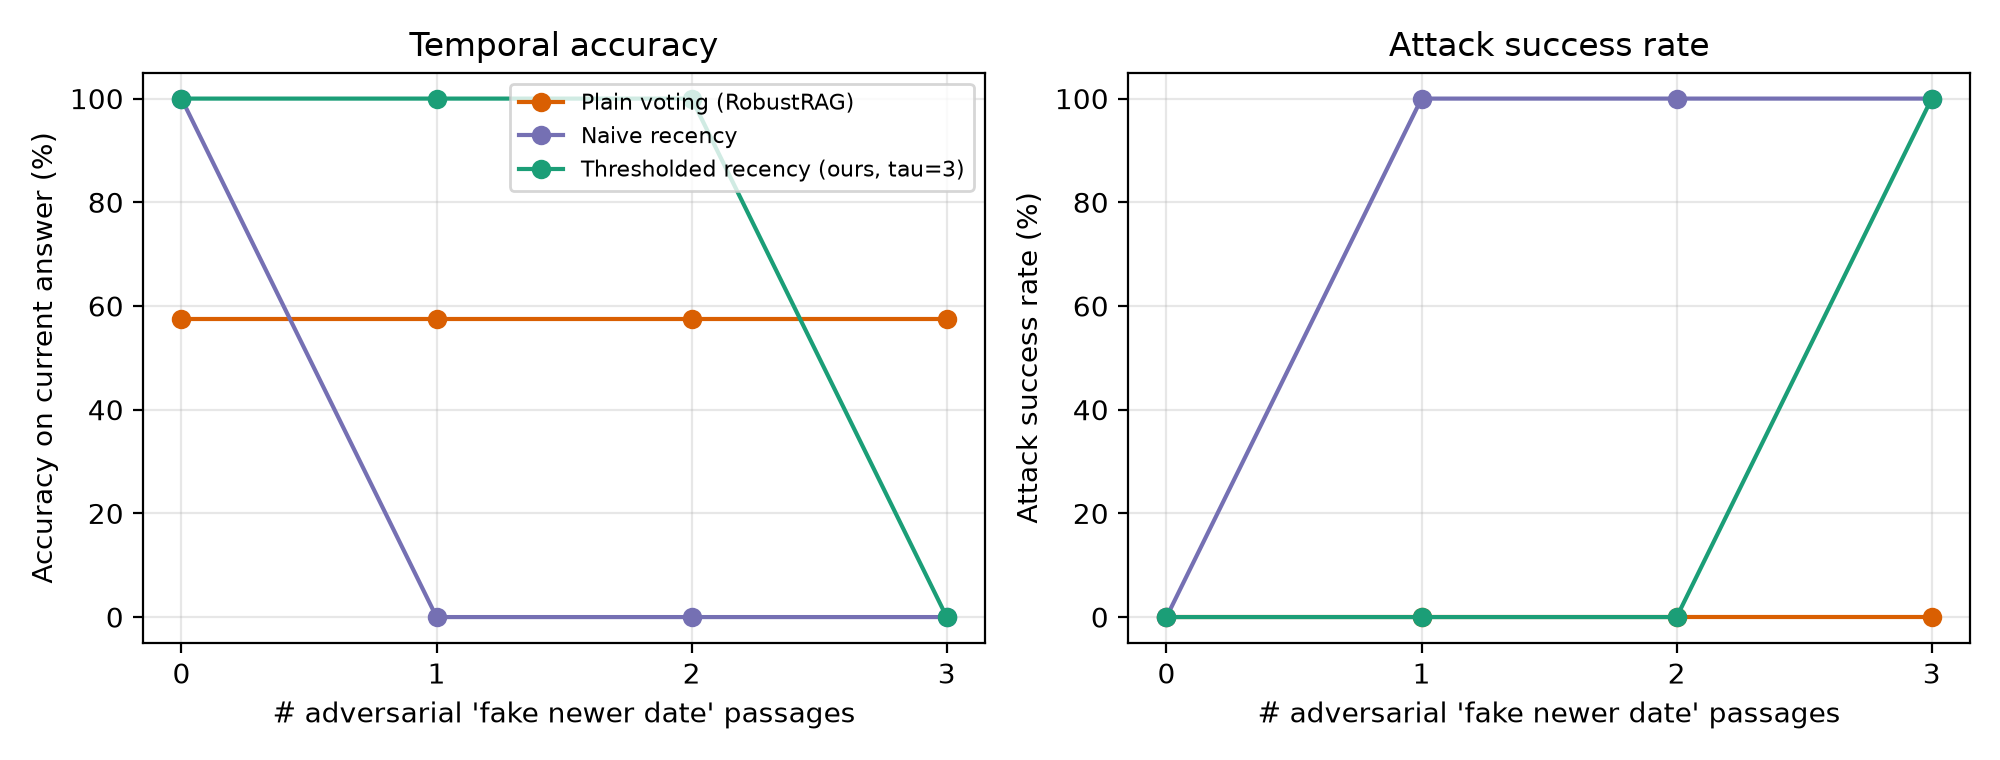 Temporal accuracy
Accuracy on current answer (%)
100
80
60
40
20
0
Plain voting (RobustRAG)
Naive recency
Thresholded recency (ours, tau=3)
0 1 2 3
# adversarial 'fake newer date' passages
Attack success rate
Attack success rate (%)
100
80
60
40
20
0
0 1 2 3
# adversarial 'fake newer date' passages